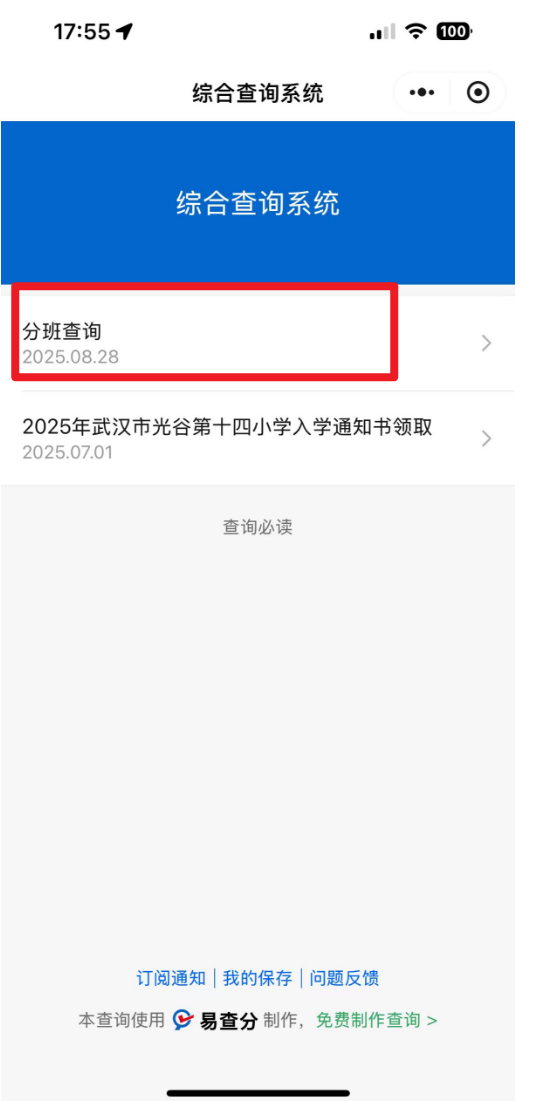 17:55
100
综合查询系统
综合查询系统
分班查询
2025.08.28
2025年武汉市光谷第十四小学入学通知书领取
2025.07.01
查询必读
订阅通知 | 我的保存 | 问题反馈
本查询使用 易查分 制作，免费制作查询 >